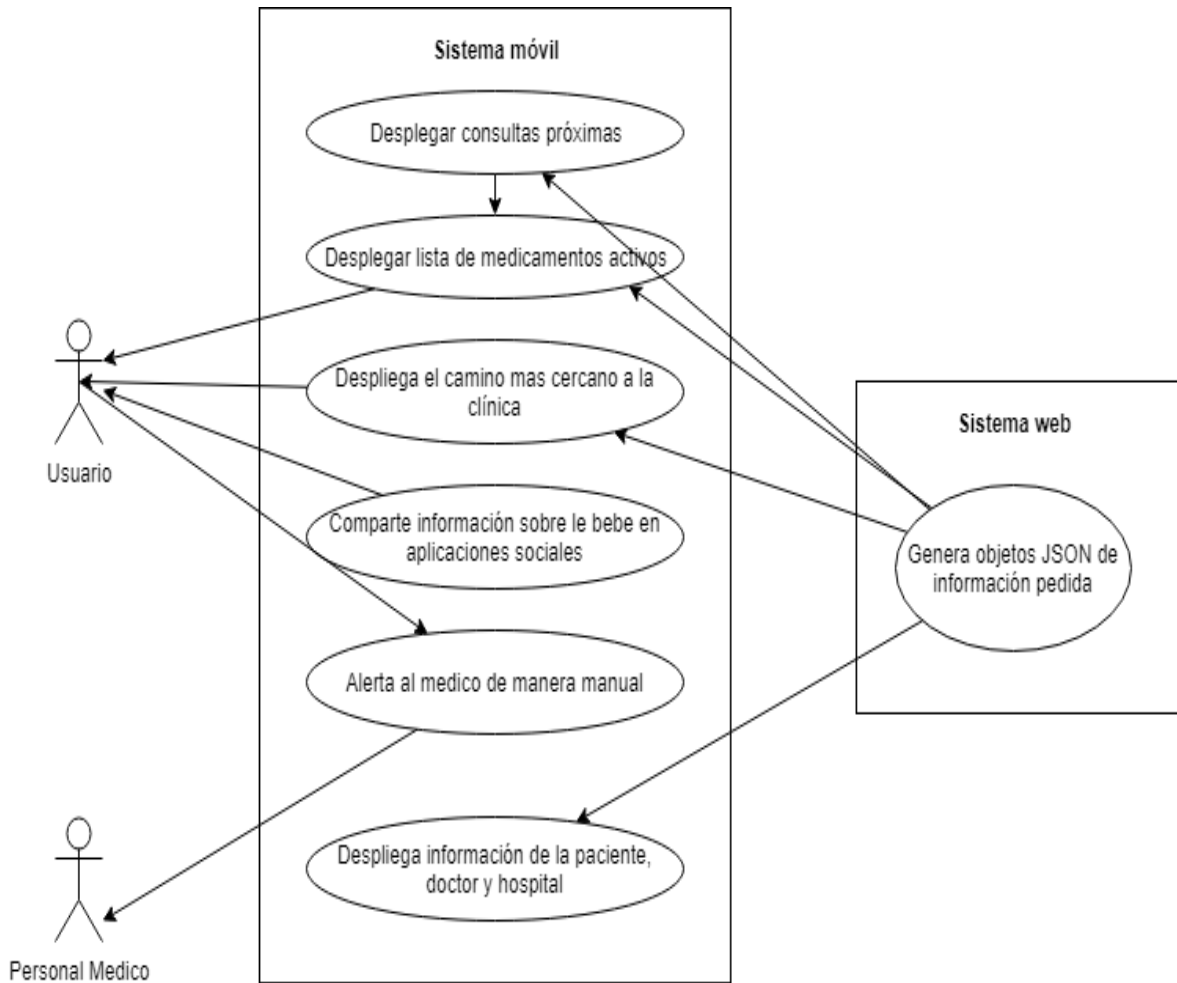 Sistema móvil
Desplegar consultas próximas
Desplegar lista de medicamentos activos
Despliega el camino mas cercano a la
clínica
Usuario
Comparte información sobre le bebe en
aplicaciones sociales
Alerta al medico de manera manual
Despliega información de la paciente,
doctor y hospital
Personal Medico
Sistema web
Genera objetos JSON de
información pedida